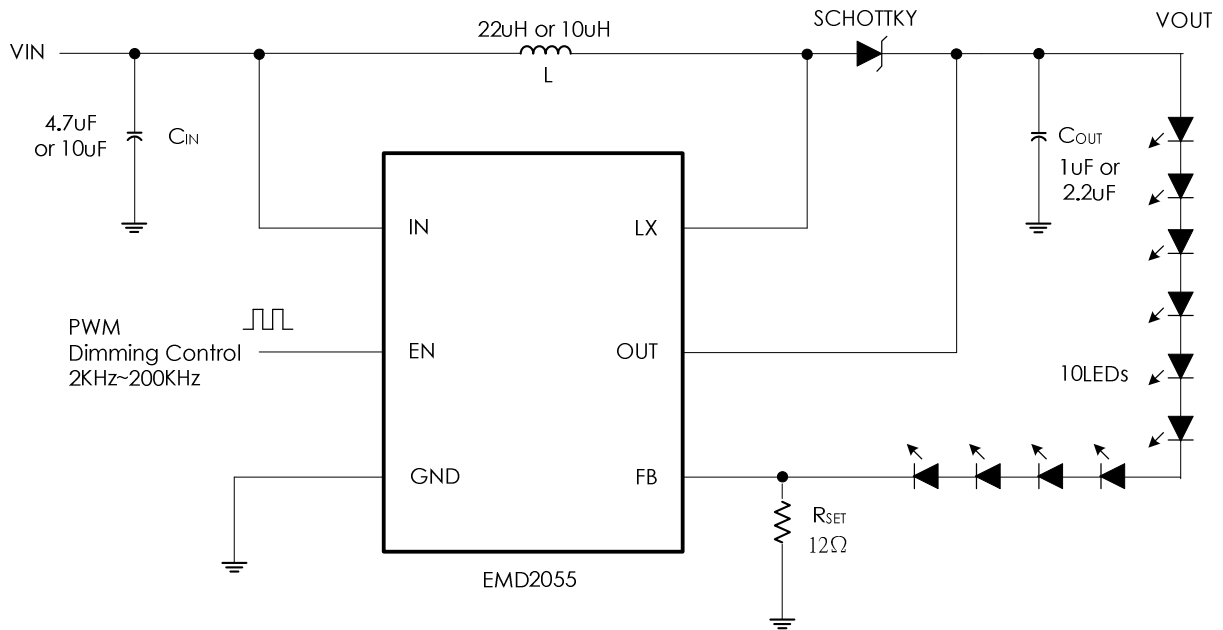 SCHOTTKY
VOUT
22uH or 10uH
VIN
L
4.7uF
or 10uF
CIN
COUT
1uF or
2.2uF
IN
LX
PWM
Dimming Control
2KHz~200KHz
EN
OUT
10LEDs
GND
FB
RSET
12Ω
EMD2055